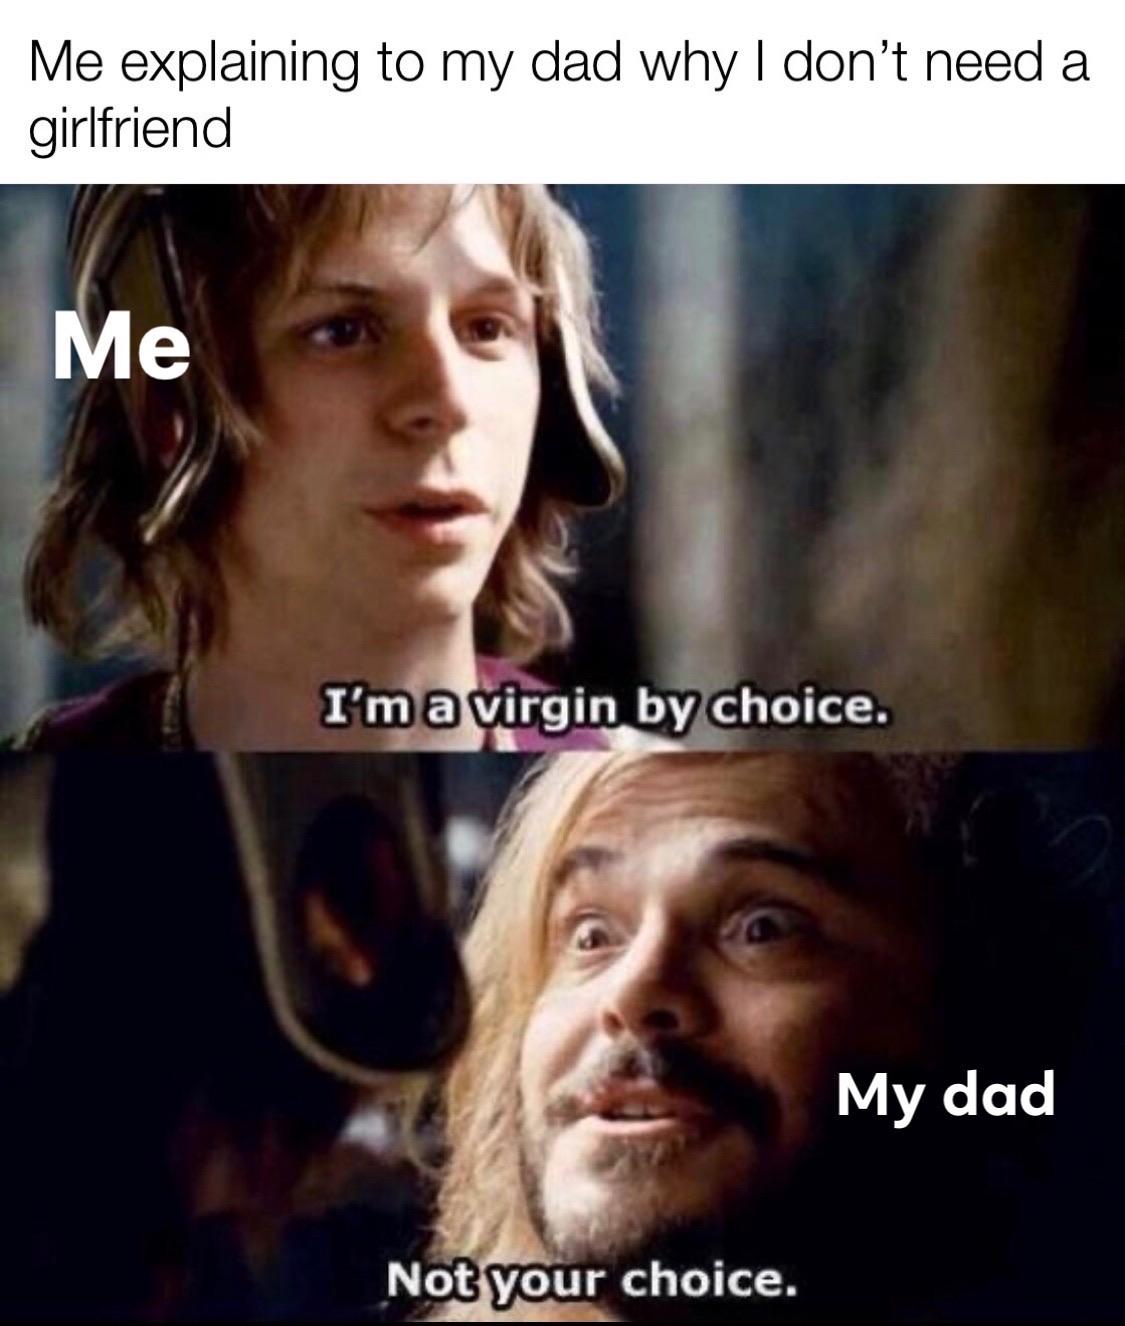 Me explaining to my dad why I don’t need a
girlfriend
Me
I'm a virgin by choice.
My dad
Not your choice.